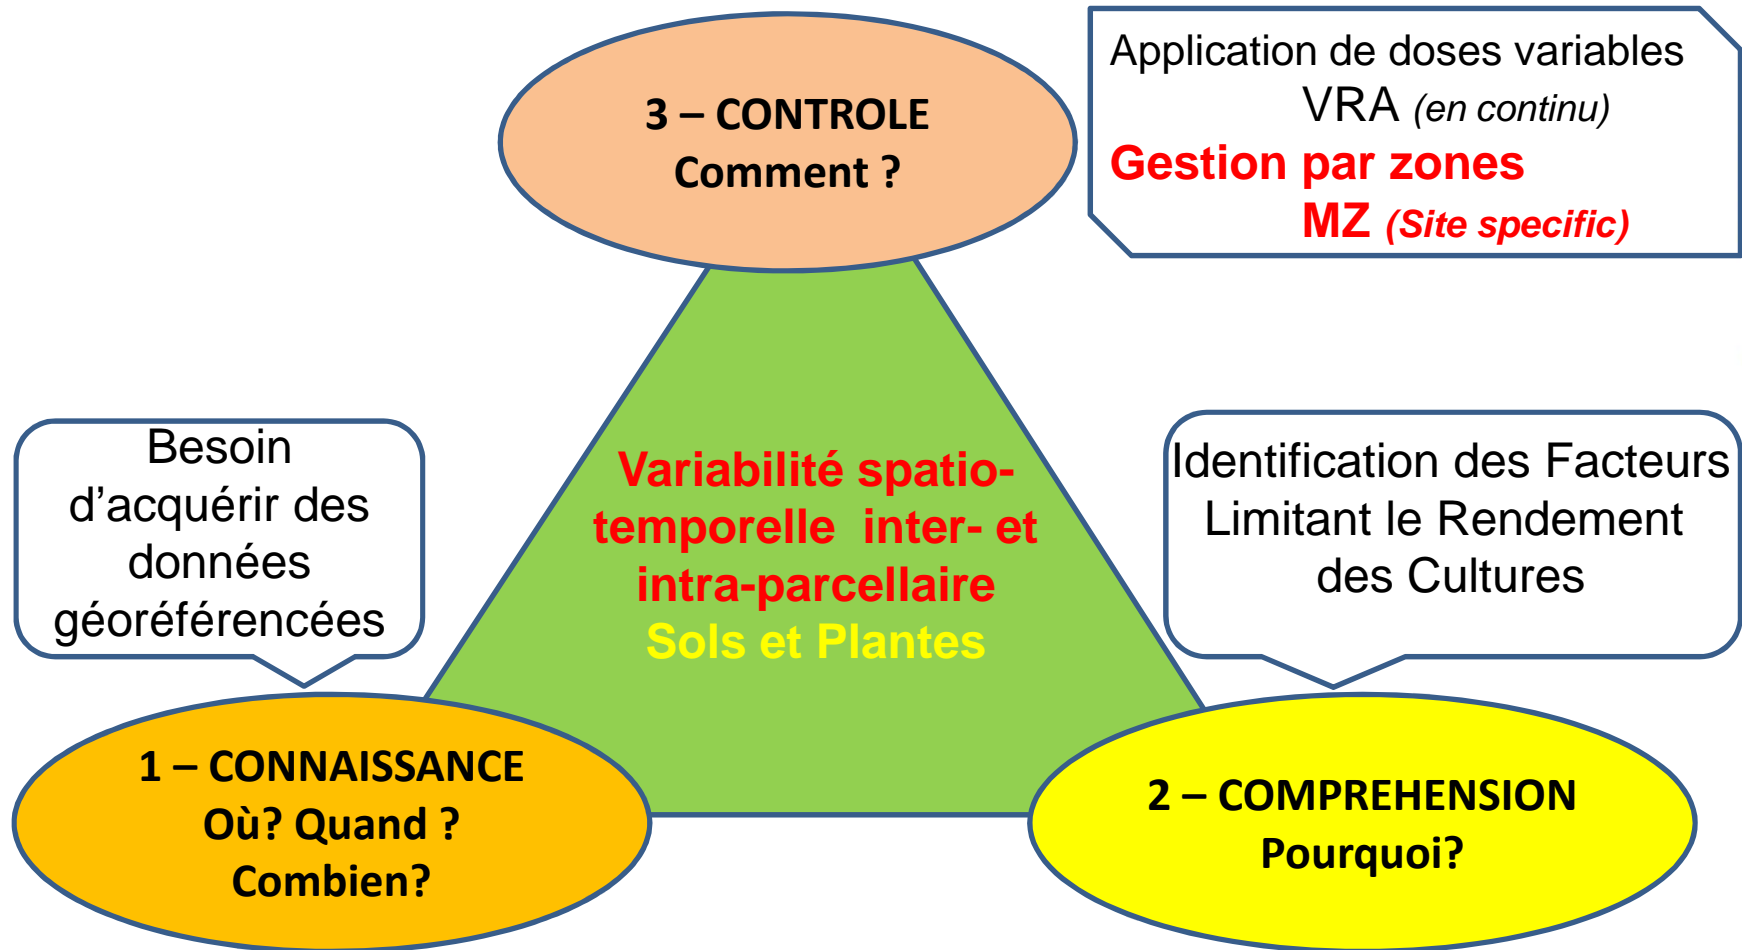 3 – CONTROLE
Comment ?
Application de doses variables
VRA (en continu)
Gestion par zones
MZ (Site specific)
Besoin
d’acquérir des
données
géoréférencées
Variabilité spatio-
temporelle inter- et
intra-parcellaire
Sols et Plantes
Identification des Facteurs
Limitant le Rendement
des Cultures
1 – CONNAISSANCE
Où? Quand ?
Combien?
2 – COMPREHENSION
Pourquoi?